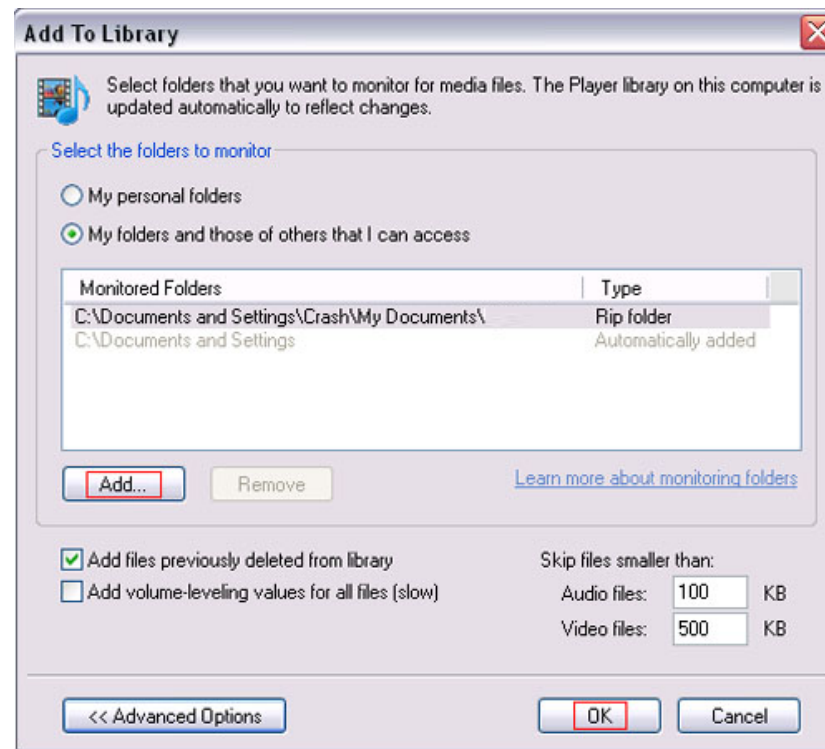 Add To Library
Select folders that you want to monitor for media files. The Player library on this computer is
updated automatically to reflect changes.
Select the folders to monitor
My personal folders
My folders and those of others that I can access
Monitored Folders Type
C:\Documents and Settings\Crash\My Documents\ Rip folder
C:\Documents and Settings Automatically added
Add... Remove Learn more about monitoring folders
Add files previously deleted from library Skip files smaller than:
Add volume-leveling values for all files (slow) Audio files: 100 KB
Video files: 500 KB
<< Advanced Options OK Cancel